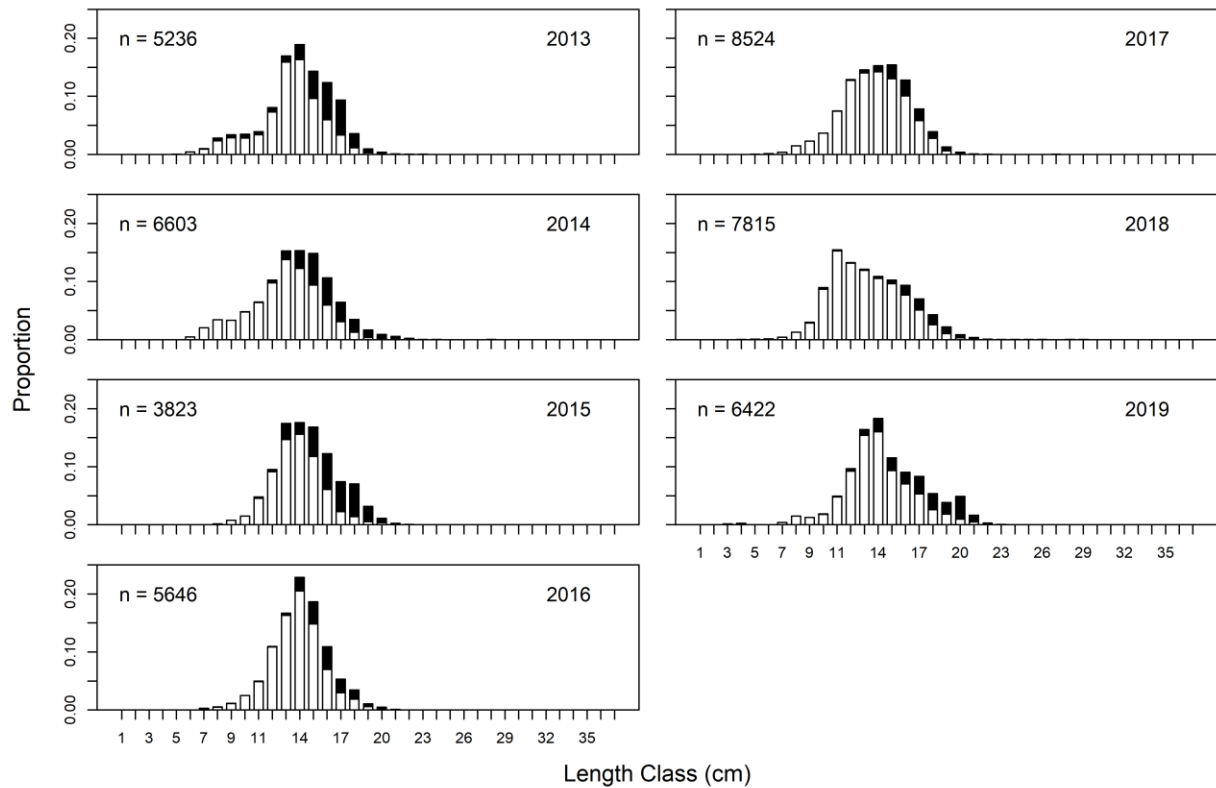 Proportion
n = 5236 2013
0.00 0.10 0.20
n = 6603 2014
0.00 0.10 0.20
n = 3823 2015
0.00 0.10 0.20
n = 5646 2016
0.00 0.10 0.20
1 3 5 7 9 11 14 17 20 23 26 29 32 35
n = 8524 2017
n = 7815 2018
n = 6422 2019
1 3 5 7 9 11 14 17 20 23 26 29 32 35
Length Class (cm)